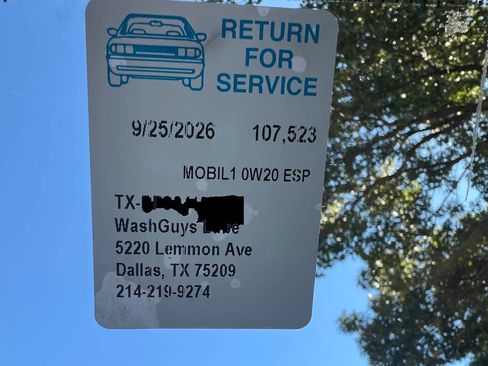 RETURN
FOR
SERVICE
9/25/2026 107,523
MOBIL1 0W20 ESP
TX-
WashGuys
5220 Lemmon Ave
Dallas, TX 75209
214-219-9274